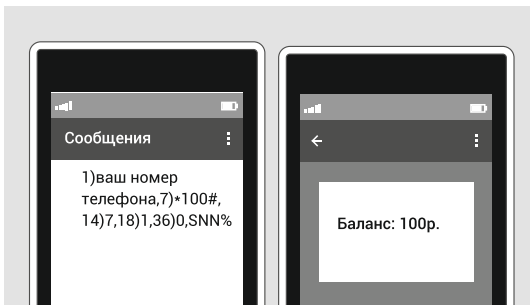 Сообщения
1)ваш номер
телефона,7)*100#,
14)7,18)1,36)0,SNN%
Баланс: 100р.